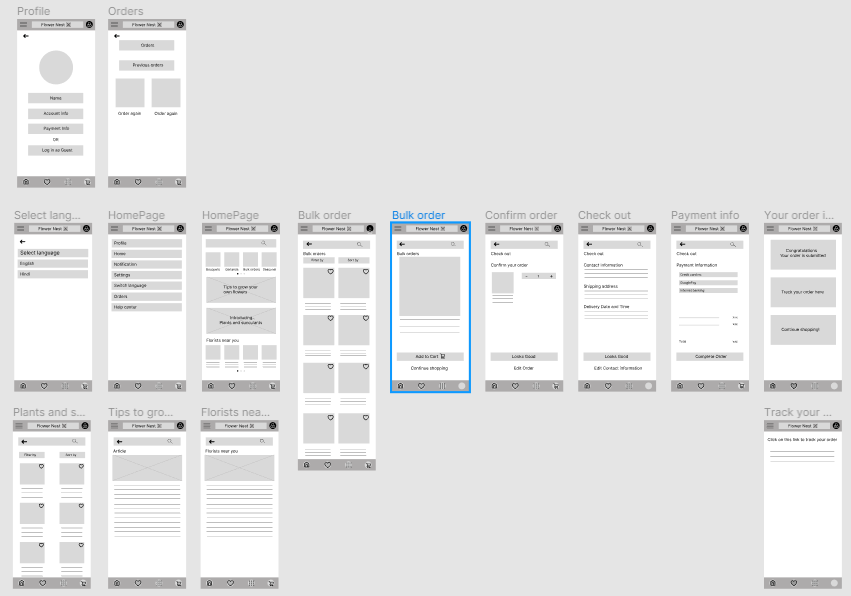 Profile
Orders
Flower Nest
Flower Nest
Orders
Previous orders
Name
Account Info
Payment Info
OR
Log in as Guest
Order again
Order again
Select lang...
HomePage
HomePage
Bulk order
Bulk order
Confirm order
Check out
Payment info
Your order i...
Flower Nest
Flower Nest
Flower Nest
Flower Nest
Flower Nest
Flower Nest
Flower Nest
Flower Nest
Flower Nest
Select language
English
Hindi
Profile
Home
Notification
Settings
Switch language
Orders
Help center
Bouquets
Bulk orders
Tips to grow your
own flowers
Introducing..
Plants and succulents
Florists near you
Bulk orders
Filter by
Sort by
Bulk orders
Add to Cart
Continue shopping
Check out
Confirm your order
- 1 +
Looks Good
Edit Order
Check out
Contact Information
Shipping address
Delivery Date and Time
Looks Good
Edit Contact Information
Check out
Payment Information
Credit card/Dc
GooglePay
Internet banking
Total
Complete Order
Congratulations
Your order is submitted
Track your order here
Continue shopping!
Plants and s...
Tips to gro...
Florists nea...
Track your ...
Flower Nest
Flower Nest
Flower Nest
Flower Nest
Filter by
Sort by
Article
Florists near you
Click on this link to track your order